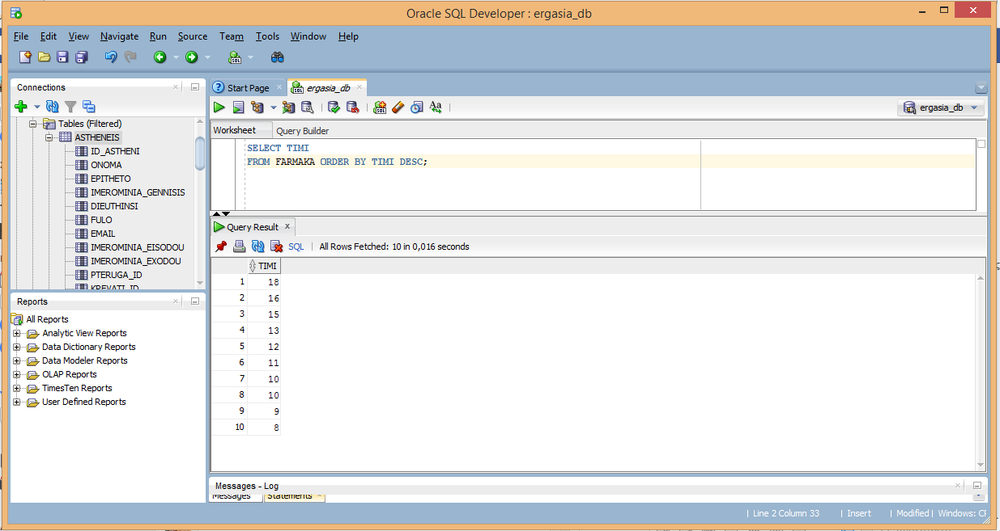 Oracle SQL Developer : ergasia_db
File Edit View Navigate Run Source Team Tools Window Help
Connections
Tables (Filtered)
ASTHENEIS
ID_ASTHENI
ONOMA
EPITHETO
IMEROMINIA_GENNISIS
DIEUTHINSI
FULO
EMAIL
IMEROMINIA_EISODOU
IMEROMINIA_EXODOU
PTERUGA_ID
KREVATI_ID
Reports
All Reports
Analytic View Reports
Data Dictionary Reports
Data Modeler Reports
OLAP Reports
TimesTen Reports
User Defined Reports
Start Page ergasia_db
ergasia_db
Worksheet Query Builder
SELECT TIMI
FROM FARMAKA ORDER BY TIMI DESC;
Query Result
SQL | All Rows Fetched: 10 in 0,016 seconds
TIMI
1 18
2 16
3 15
4 13
5 12
6 11
7 10
8 10
9 9
10 8
Messages - Log
Messages Statements
| Line 2 Column 33 | Insert | Modified | Windows: CF